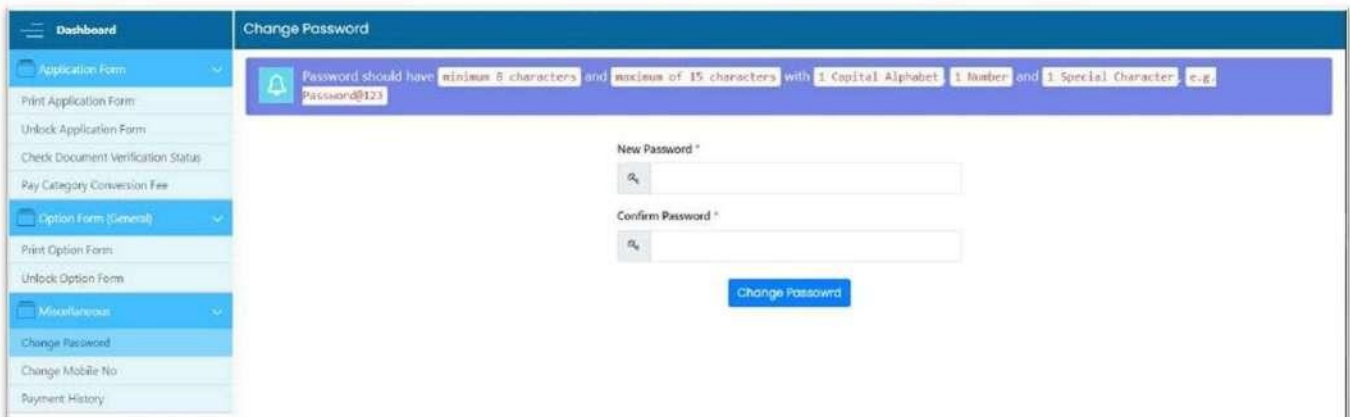 Dashboard
Change Password
Application Form
Password should have minimum 8 characters and maximum of 15 characters with 1 Capital Alphabet, 1 Number and 1 Special Character, e.g.
Password@123
Print Application Form
Unlock Application Form
Check Document Verification Status
Pay Category Conversion Fee
Option Form (General)
Print Option Form
Unlock Option Form
Miscellaneous
Change Password
Change Mobile No
Payment History
New Password *
Confirm Password *
Change Passowrd